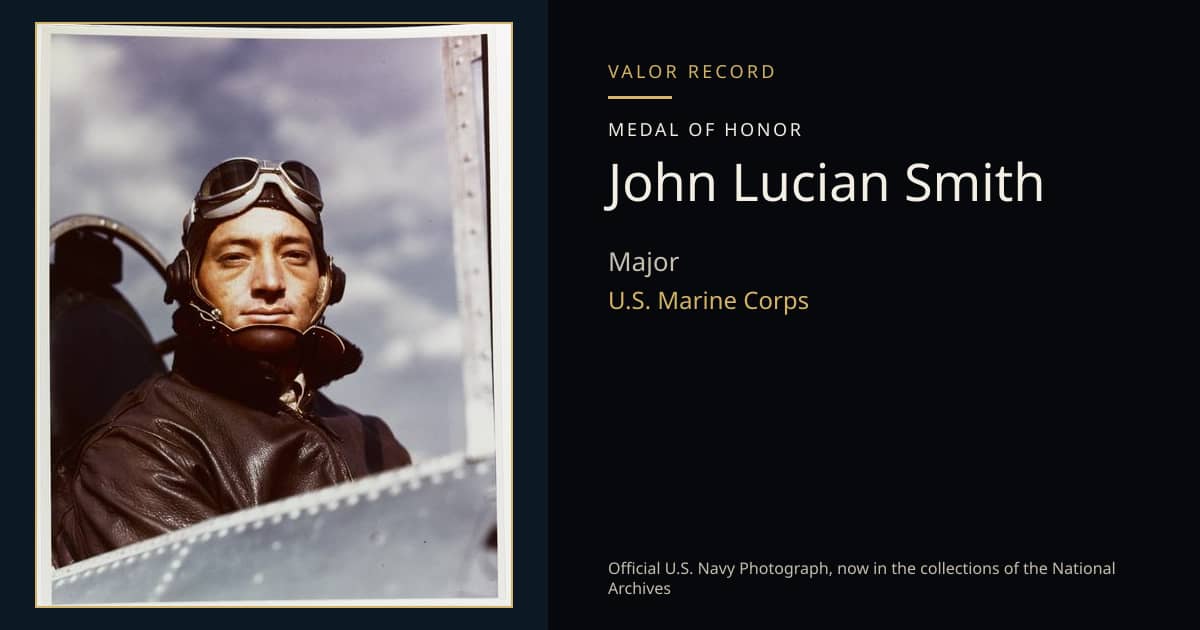 VALOR RECORD
MEDAL OF HONOR
John Lucian Smith
Major
U.S. Marine Corps
Official U.S. Navy Photograph, now in the collections of the National
Archives